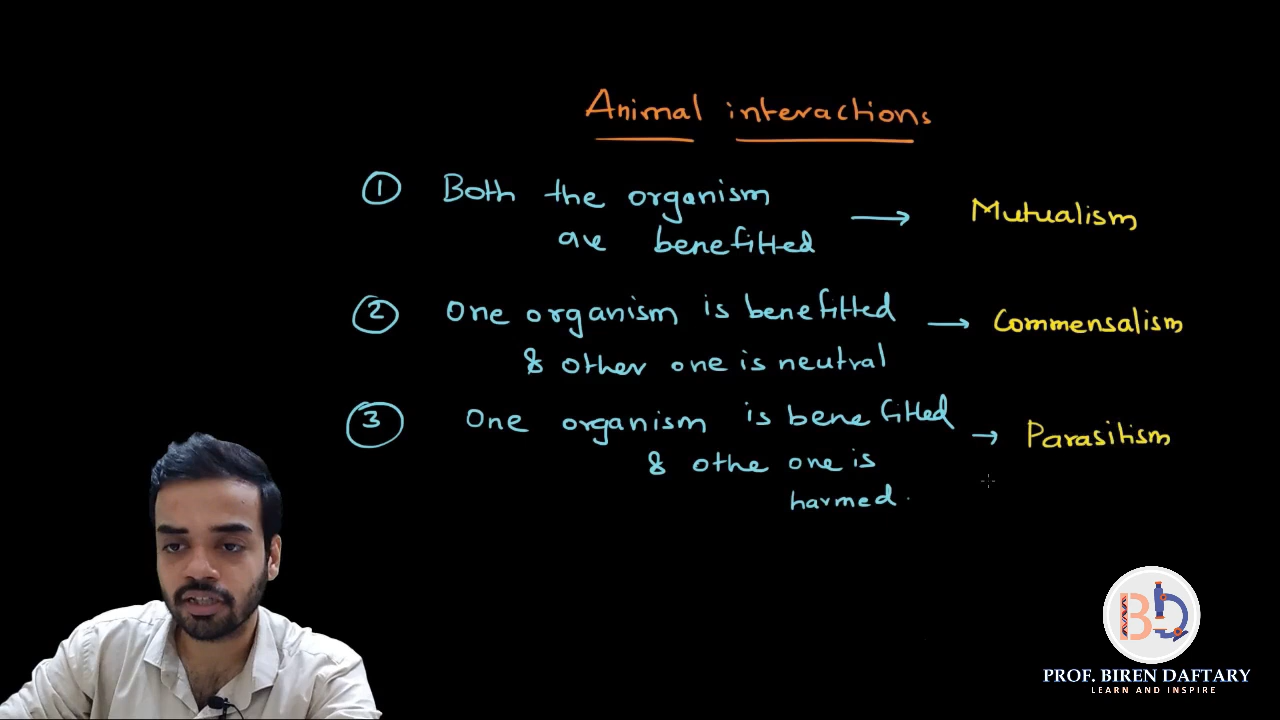 Animal interactions
① Both the organism
are benefitted → Mutualism
② One organism is benefitted → Commensalism
& other one is neutral
③ One organism is benefitted → Parasitism
& othe one is
harmed.
BD
PROF. BIREN DAFTARY
LEARN AND INSPIRE